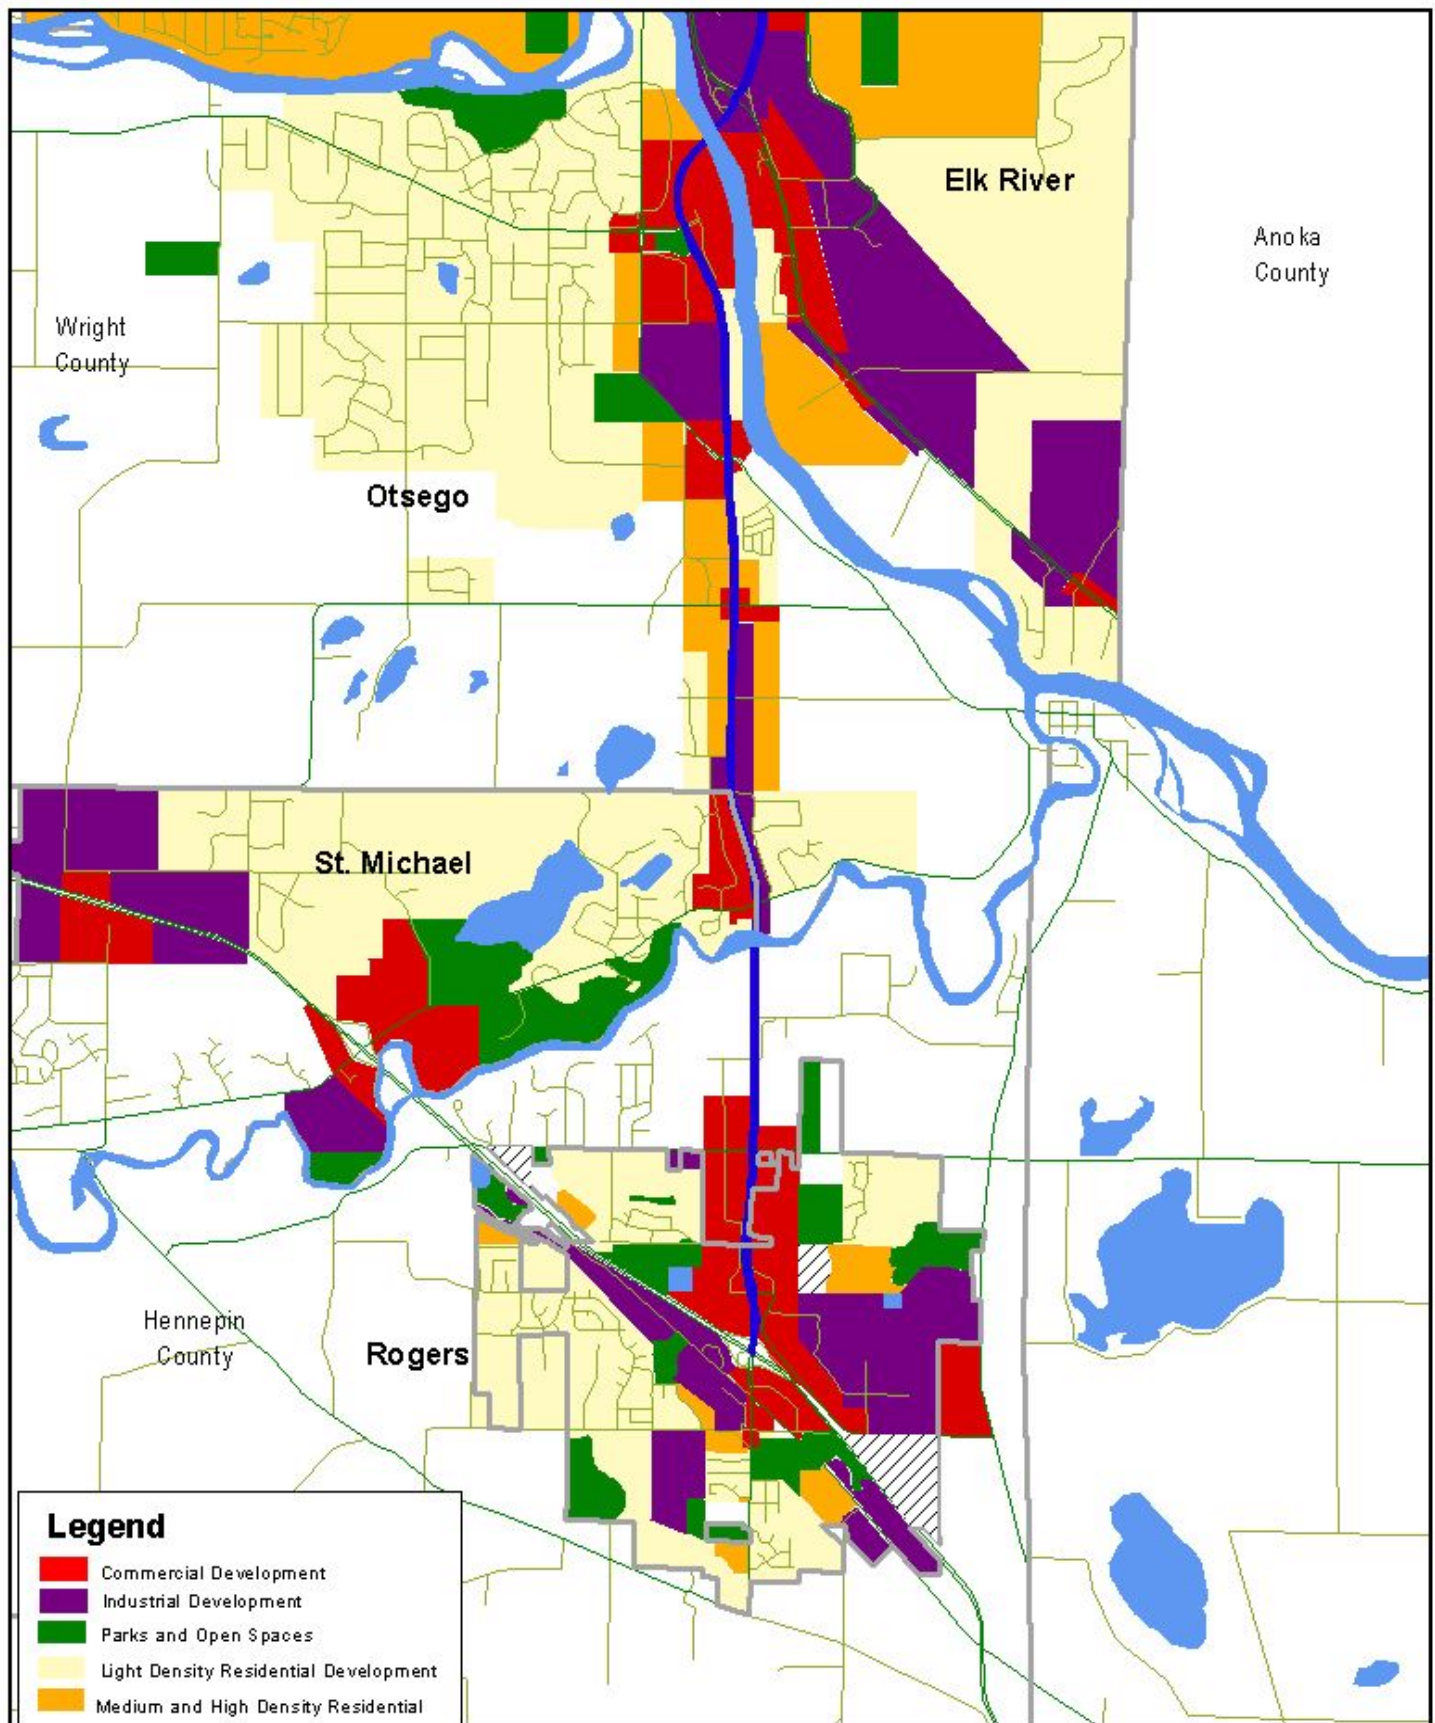 Elk River
Anoka
County
Wright
County
Otsego
St. Michael
Hennepin
County
Rogers
Legend
Commercial Development
Industrial Development
Parks and Open Spaces
Light Density Residential Development
Medium and High Density Residential